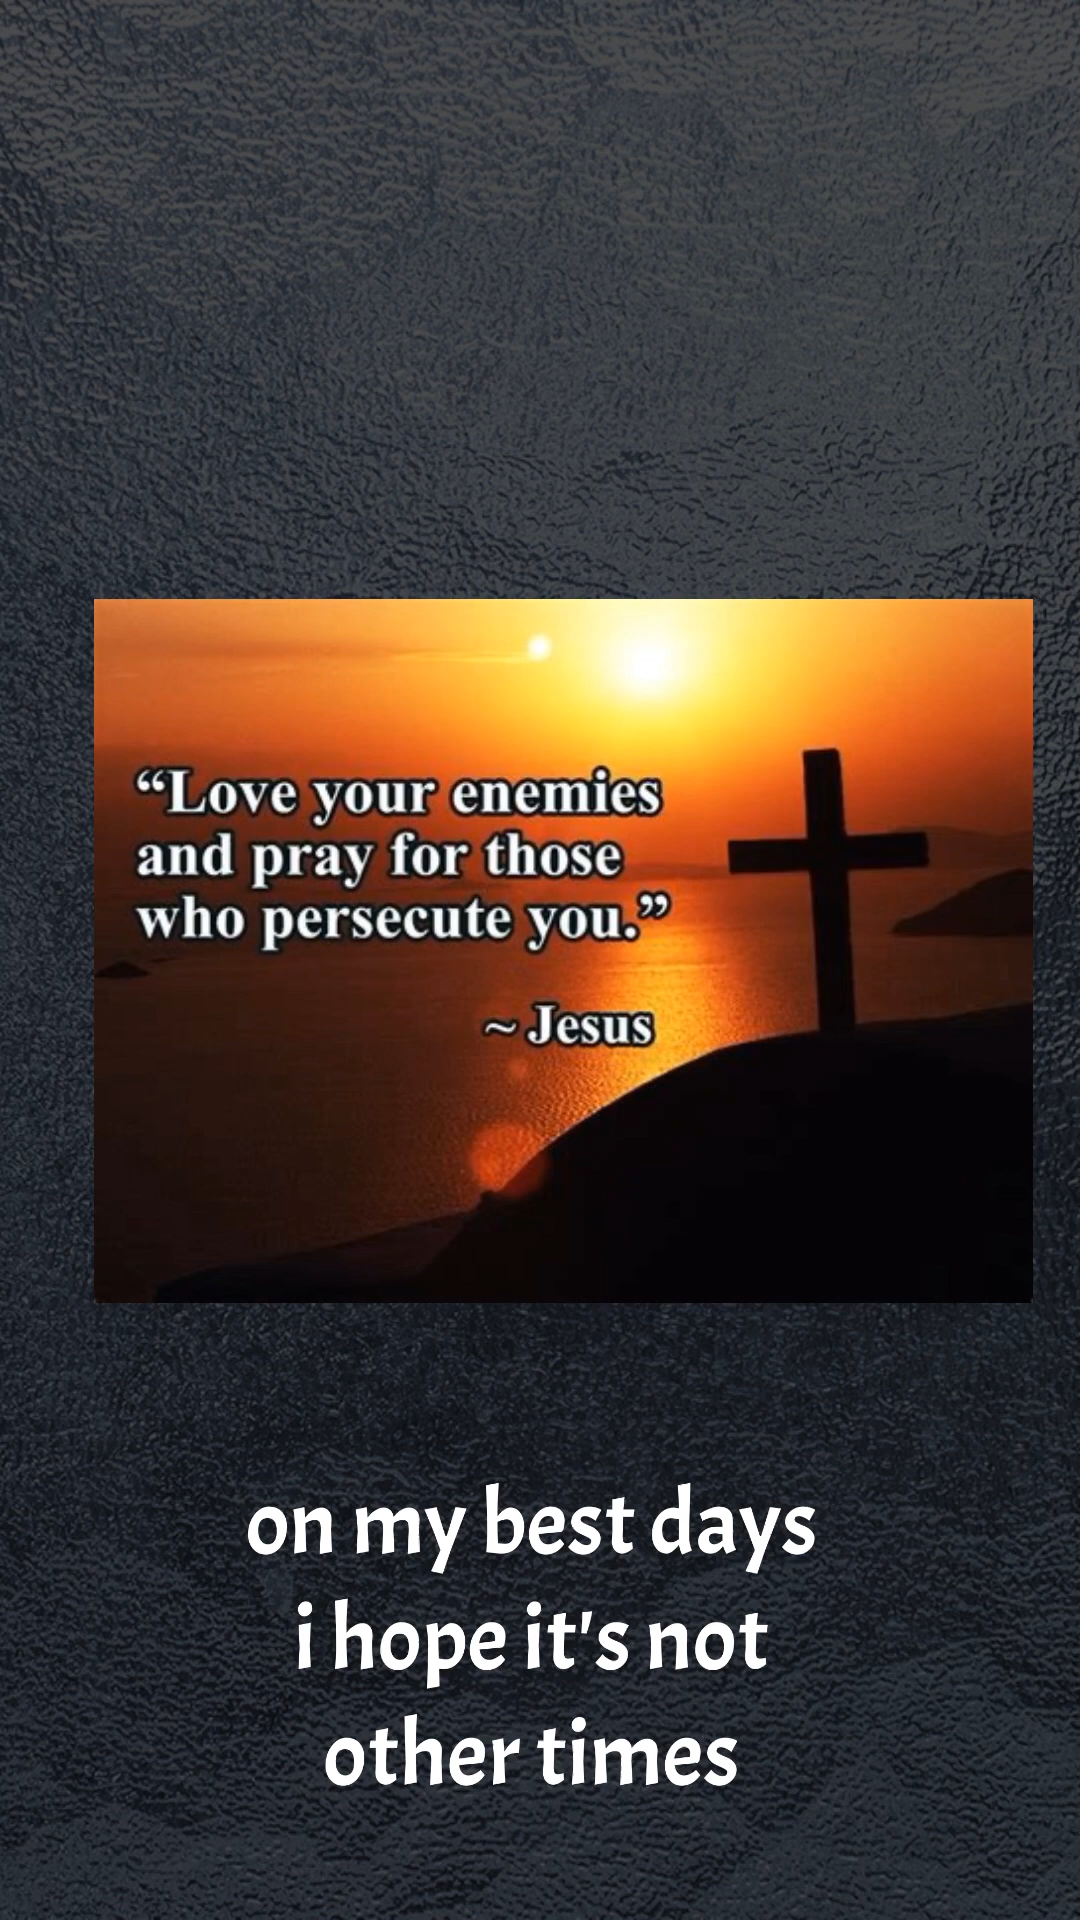 “Love your enemies
and pray for those
who persecute you.”
~ Jesus
on my best days
i hope it's not
other times